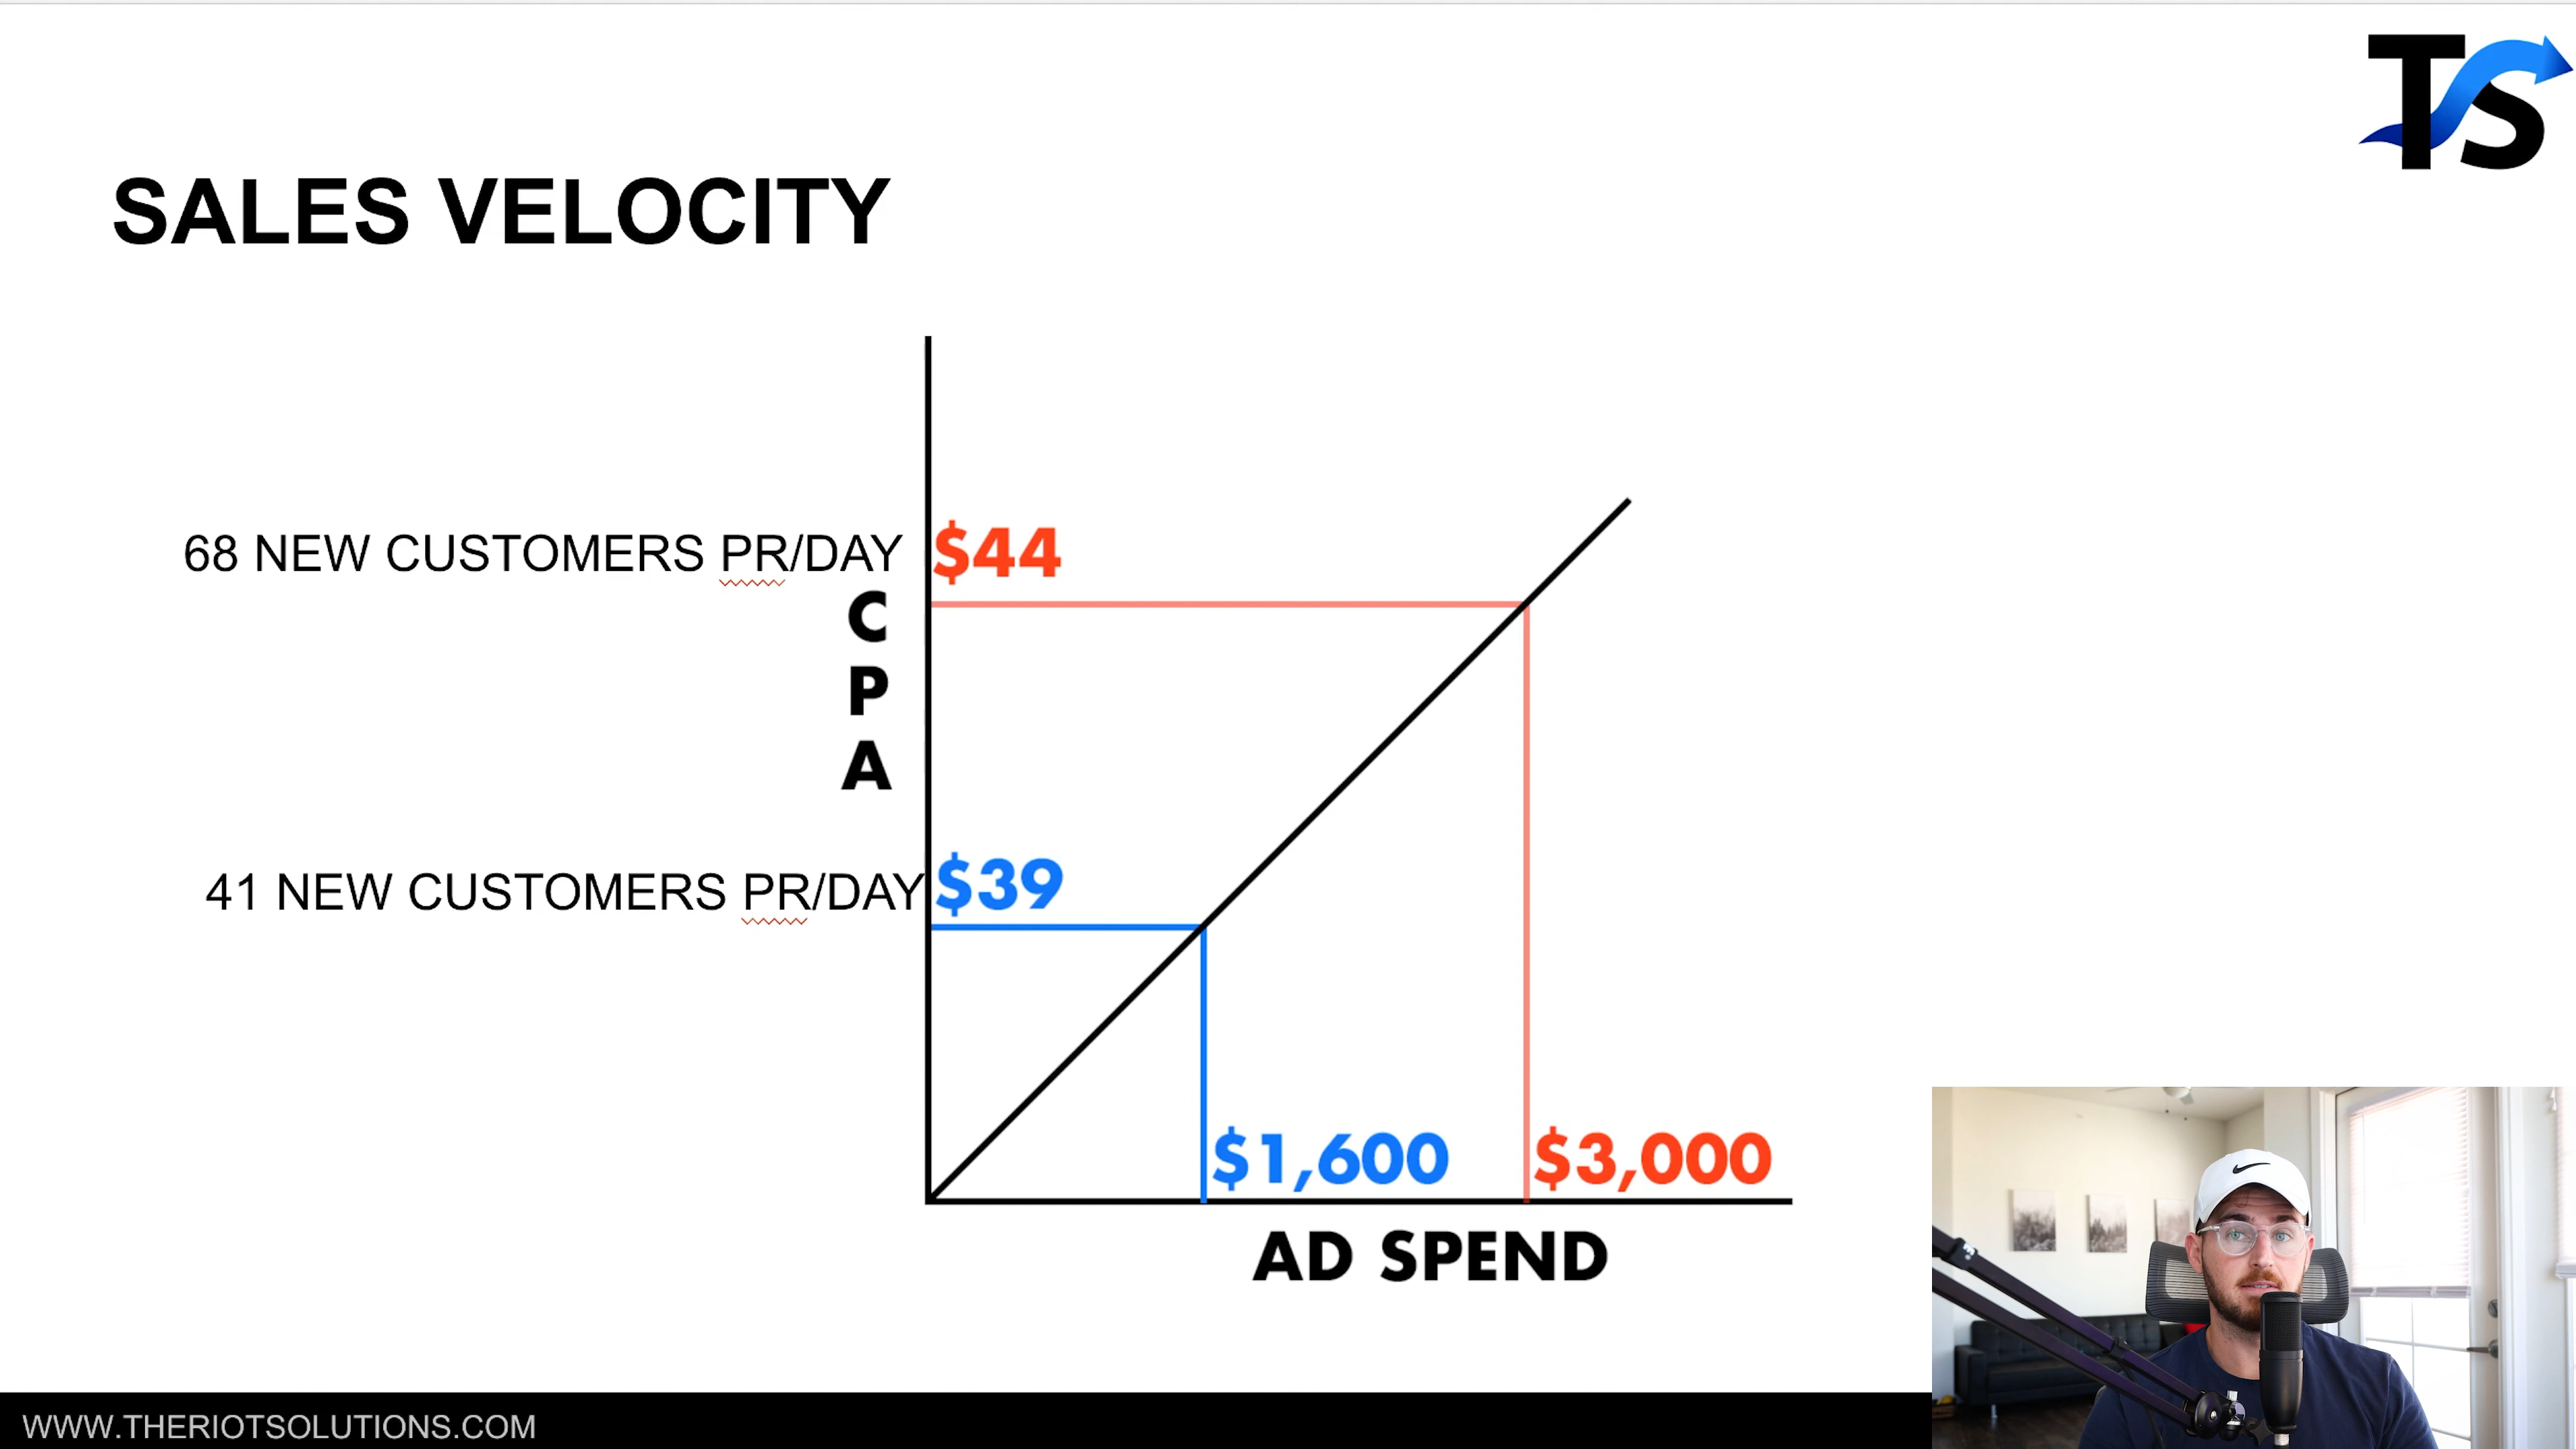 TS
SALES VELOCITY
68 NEW CUSTOMERS PR/DAY
$44
C
P
A
41 NEW CUSTOMERS PR/DAY
$39
$1,600
$3,000
AD SPEND
WWW.THERIOTSOLUTIONS.COM